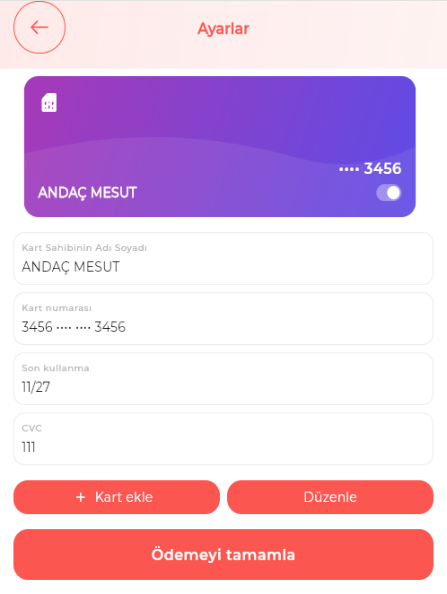 Ayarlar
•••• 3456
ANDAÇ MESUT
Kart Sahibinin Adı Soyadı
ANDAÇ MESUT
Kart numarası
3456 •••• •••• 3456
Son kullanma
11/27
CVC
111
+ Kart ekle
Düzenle
Ödemeyi tamamla